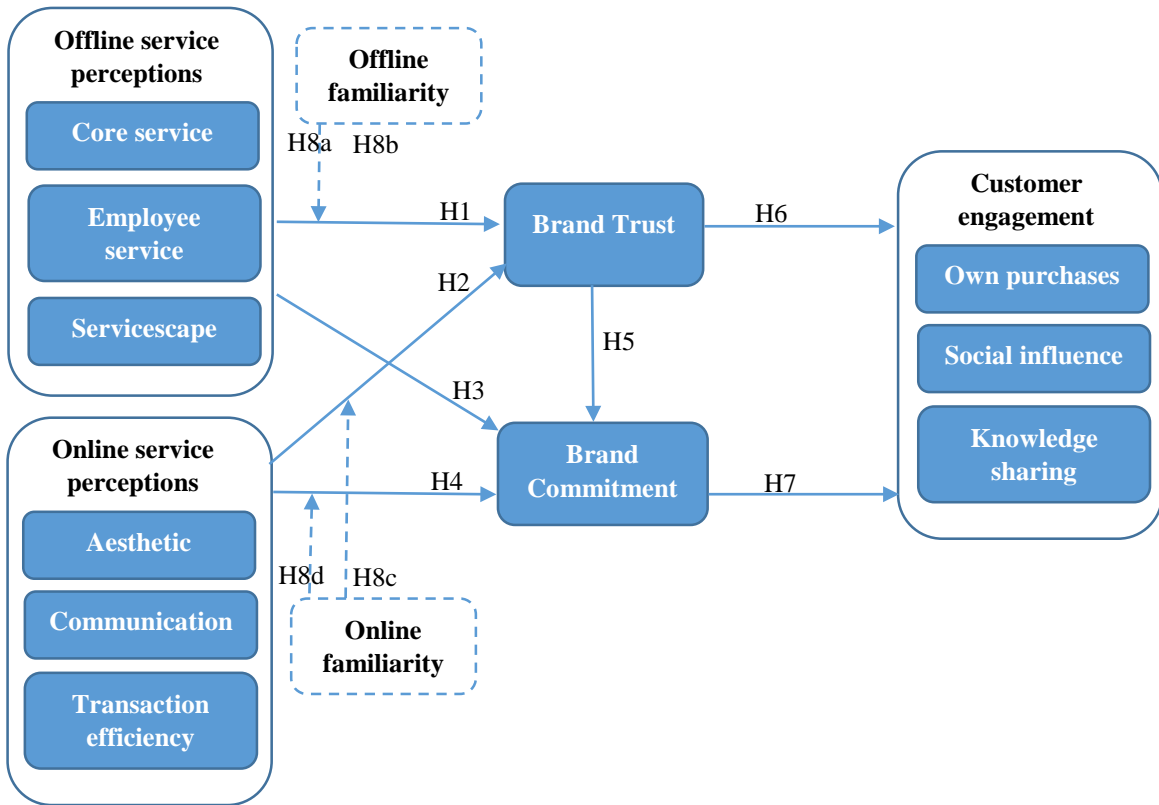 Offline service
perceptions
Core service
Employee
service
Servicescape
Offline
familiarity
H8a
H8b
H1
H2
H3
Brand Trust
H5
H6
Customer
engagement
Own purchases
Social influence
Knowledge
sharing
Online service
perceptions
Aesthetic
Communication
Transaction
efficiency
H4
Brand
Commitment
H7
H8d
H8c
Online
familiarity